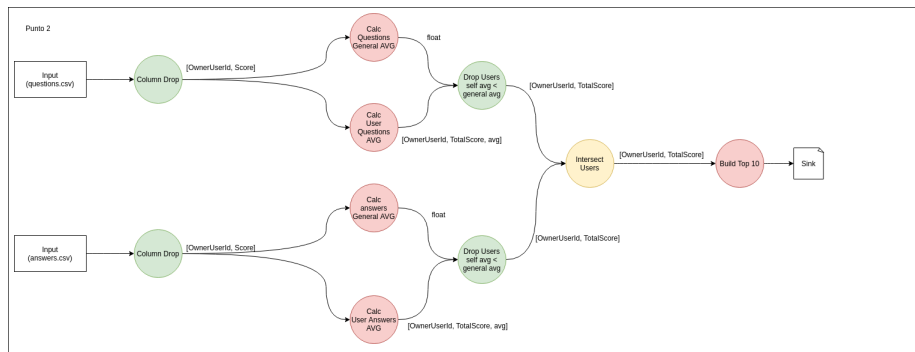 Punto 2
Input
(questions.csv)
Column Drop
[OwnerUserId, Score]
Calc
Questions
General AVG
float
Calc
User
Questions
AVG
[OwnerUserId, TotalScore, avg]
Drop Users
self avg <
general avg
[OwnerUserId, TotalScore]
Input
(answers.csv)
Column Drop
[OwnerUserId, Score]
Calc
answers
General AVG
float
Calc
User Answers
AVG
[OwnerUserId, TotalScore, avg]
Drop Users
self avg <
general avg
[OwnerUserId, TotalScore]
Intersect
Users
[OwnerUserId, TotalScore]
Build Top 10
Sink